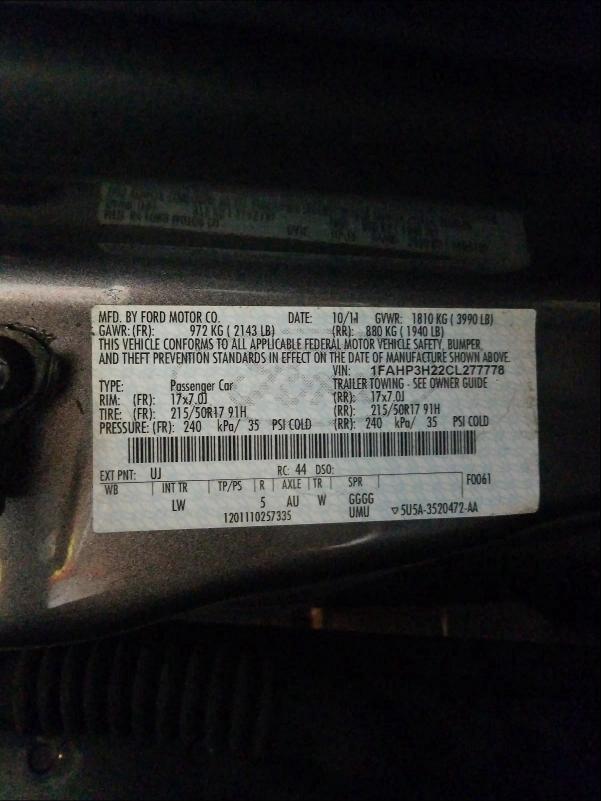 MFD. BY FORD MOTOR CO. DATE: 10/11 GVWR: 1810 KG ( 3990 LB)
GAWR: (FR): 972 KG ( 2143 LB) (RR): 880 KG ( 1940 LB)
THIS VEHICLE CONFORMS TO ALL APPLICABLE FEDERAL MOTOR VEHICLE SAFETY, BUMPER,
AND THEFT PREVENTION STANDARDS IN EFFECT ON THE DATE OF MANUFACTURE SHOWN ABOVE.
VIN: 1FAHP3H22CL277778
TYPE: Passenger Car TRAILER TOWING - SEE OWNER GUIDE
RIM: (FR): 17x7.0J (RR): 17x7.0J
TIRE: (FR): 215/50R17 91H (RR): 215/50R17 91H
PRESSURE: (FR): 240 kPa/ 35 PSI COLD (RR): 240 kPa/ 35 PSI COLD
EXT PNT: UJ RC: 44 DSO: F0061
WB INT TR TP/PS R AXLE TR SPR
LW 5 AU W GGGG
1201110257335 UMU ▽5U5A-3520472-AA